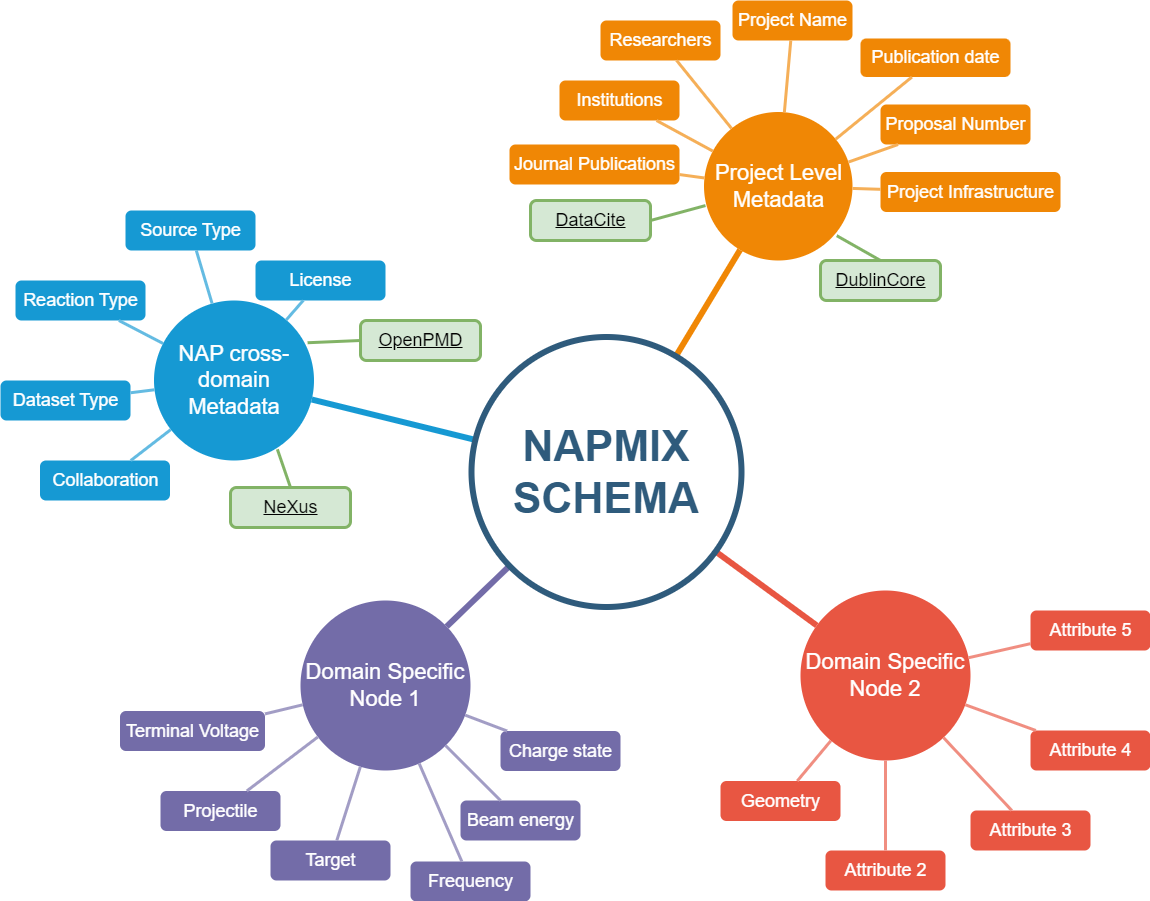 Project Name
Researchers
Publication date
Institutions
Proposal Number
Journal Publications
Project Level
Metadata
Project Infrastructure
DataCite
DublinCore
Source Type
License
Reaction Type
OpenPMD
NAP cross-
domain
Metadata
Dataset Type
Collaboration
NeXus
NAPMIX
SCHEMA
Domain Specific
Node 1
Terminal Voltage
Charge state
Projectile
Beam energy
Target
Frequency
Domain Specific
Node 2
Attribute 5
Attribute 4
Geometry
Attribute 3
Attribute 2